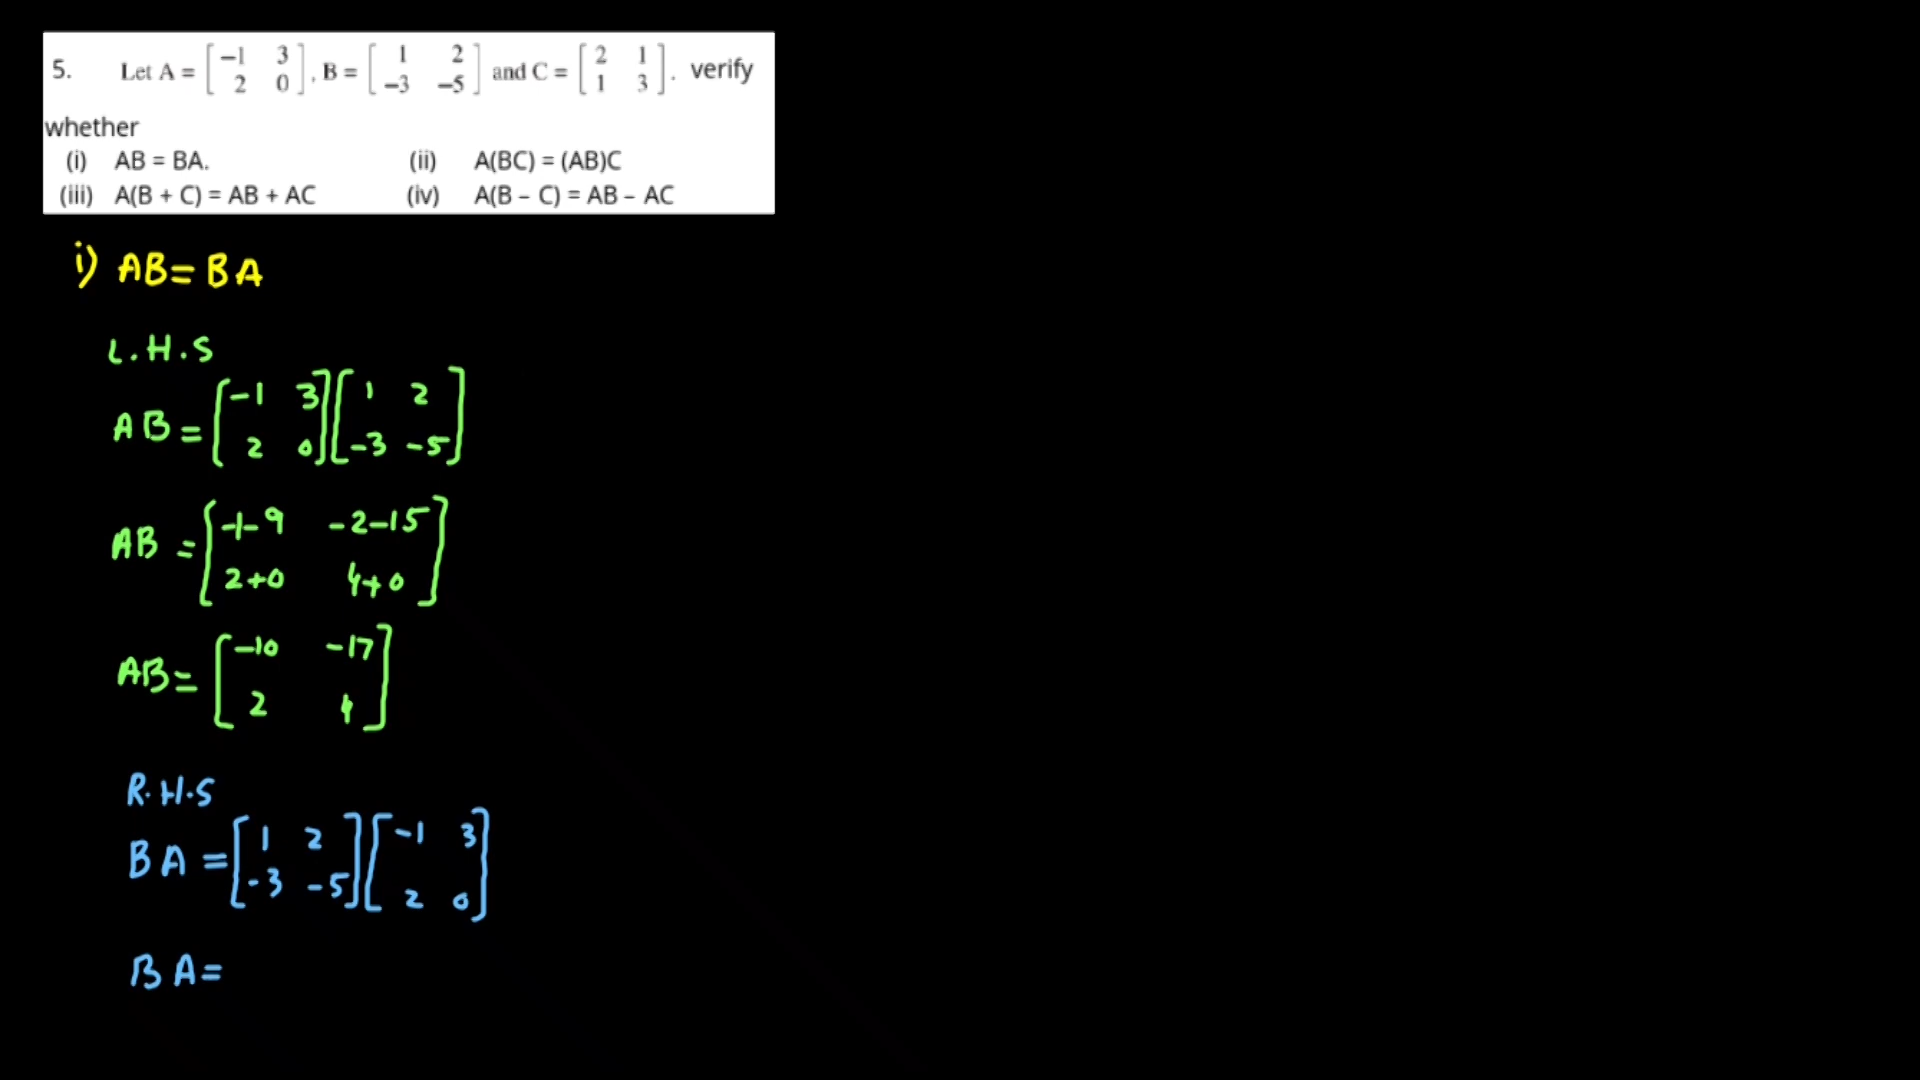 5. Let A = [ -1 3 ], B = [ 1 2 ] and C = [ 2 1 ]. verify
[ 2 0 ] [ -3 -5 ] [ 1 3 ]
whether
(i) AB = BA. (ii) A(BC) = (AB)C
(iii) A(B + C) = AB + AC (iv) A(B – C) = AB – AC
i) AB = BA
L.H.S
AB = [ -1 3 ] [ 1 2 ]
[ 2 0 ] [ -3 -5 ]
AB = [ -1-9 -2-15 ]
[ 2+0 4+0 ]
AB = [ -10 -17 ]
[ 2 4 ]
R.H.S
BA = [ 1 2 ] [ -1 3 ]
[ -3 -5 ] [ 2 0 ]
BA =